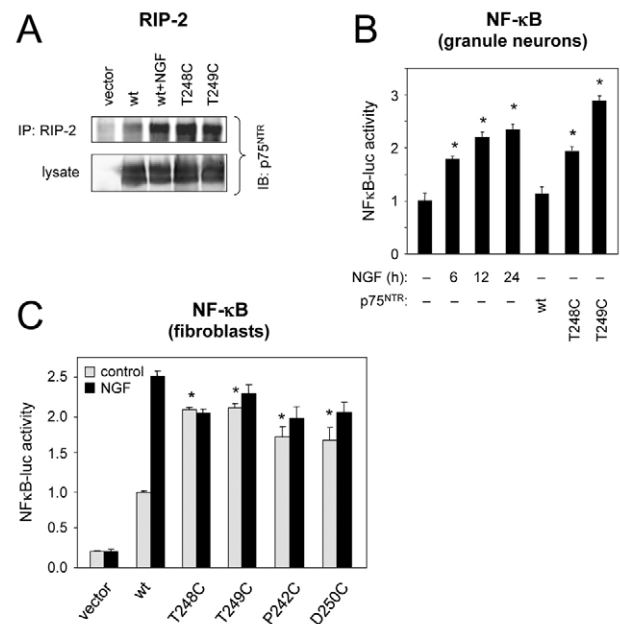 A
RIP-2
vector
wt
wt+NGF
T248C
T249C
IP: RIP-2
lysate
IB: p75NTR
B
NF-κB
(granule neurons)
NFκB-luc activity
3
2
1
0
* * * * *
NGF (h): – 6 12 24 – – –
p75NTR: – – – – wt T248C T249C
C
NF-κB
(fibroblasts)
control
NGF
NFκB-luc activity
2.5
2.0
1.5
1.0
0.5
0.0
* * * *
vector
wt
T248C
T249C
P242C
D250C